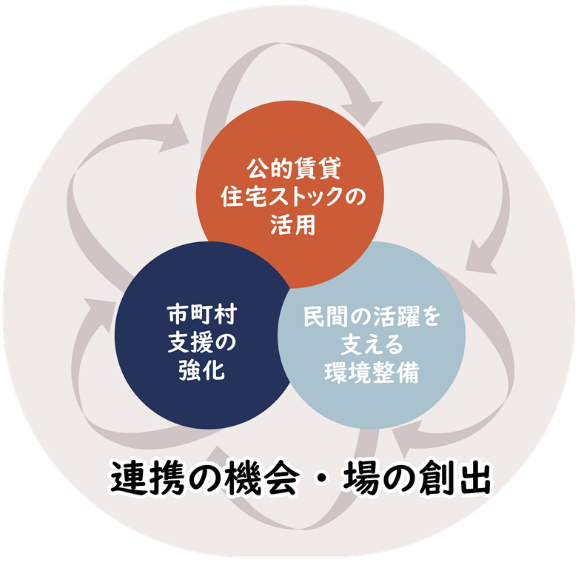 公的賃貸
住宅ストックの
活用
市町村
支援の
強化
民間の活躍を
支える
環境整備
連携の機会・場の創出